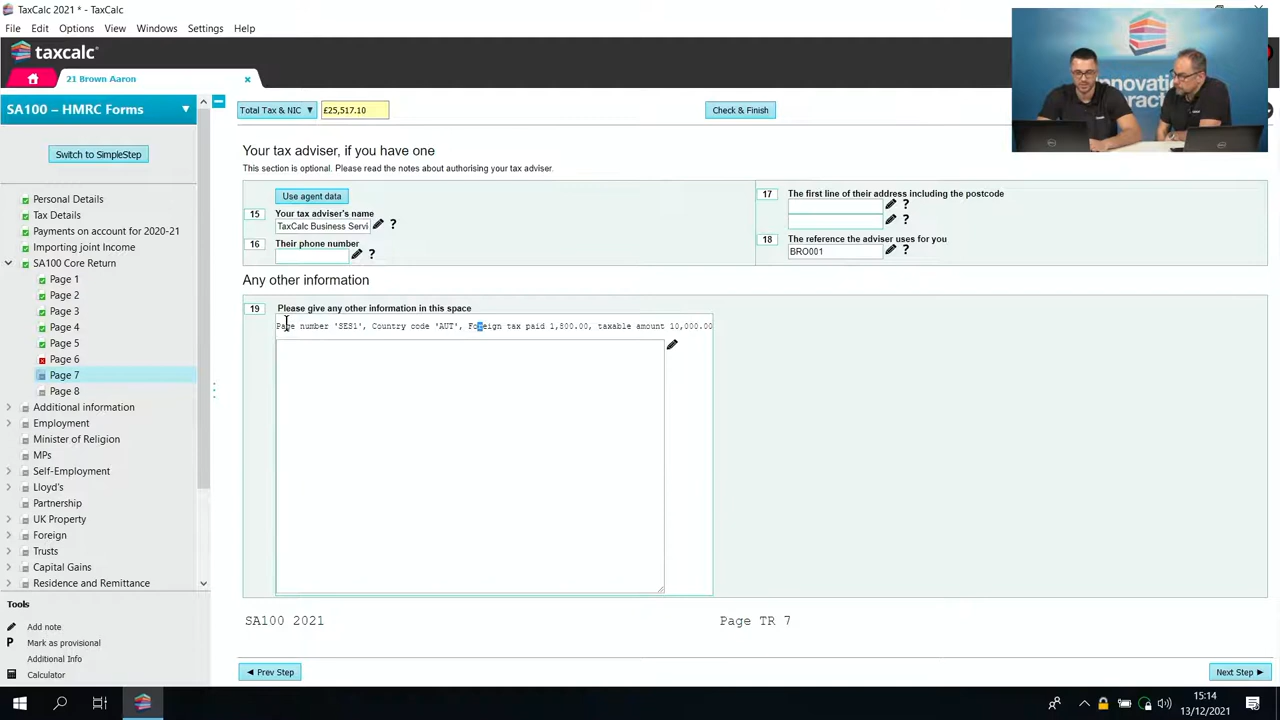 TaxCalc 2021 * - TaxCalc
File Edit Options View Windows Settings Help
taxcalc
21 Brown Aaron
SA100 – HMRC Forms
Switch to SimpleStep
Personal Details
Tax Details
Payments on account for 2020-21
Importing joint Income
SA100 Core Return
Page 1
Page 2
Page 3
Page 4
Page 5
Page 6
Page 7
Page 8
Additional information
Employment
Minister of Religion
MPs
Self-Employment
Lloyd's
Partnership
UK Property
Foreign
Trusts
Capital Gains
Residence and Remittance
Tools
Add note
P Mark as provisional
Additional Info
Calculator
Total Tax & NIC £25,517.10
Check & Finish
Your tax adviser, if you have one
This section is optional. Please read the notes about authorising your tax adviser.
Use agent data
15 Your tax adviser's name
TaxCalc Business Servi ?
16 Their phone number
?
17 The first line of their address including the postcode
?
?
18 The reference the adviser uses for you
BRO001 ?
Any other information
19 Please give any other information in this space
Page number 'SES1', Country code 'AUT', Foreign tax paid 1,800.00, taxable amount 10,000.00
SA100 2021 Page TR 7
Prev Step
Next Step
15:14
13/12/2021